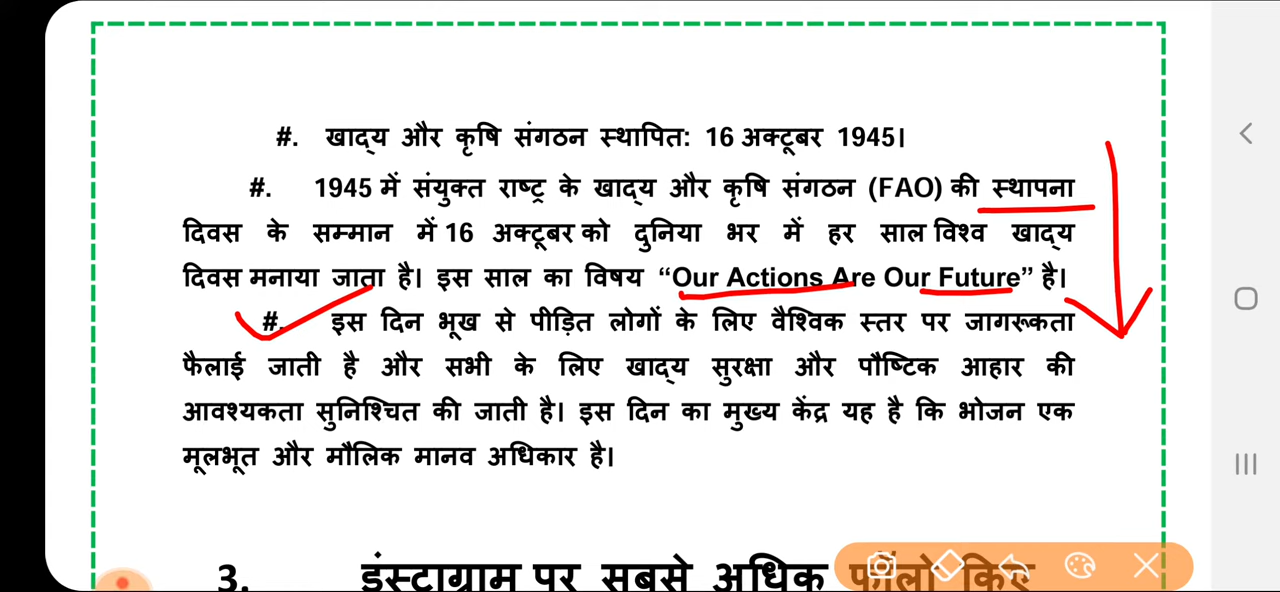 #. खाद्य और कृषि संगठन स्थापित: 16 अक्टूबर 1945।
#. 1945 में संयुक्त राष्ट्र के खाद्य और कृषि संगठन (FAO) की स्थापना
दिवस के सम्मान में 16 अक्टूबर को दुनिया भर में हर साल विश्व खाद्य
दिवस मनाया जाता है। इस साल का विषय “Our Actions Are Our Future” है।
#. इस दिन भूख से पीड़ित लोगों के लिए वैश्विक स्तर पर जागरूकता
फैलाई जाती है और सभी के लिए खाद्य सुरक्षा और पौष्टिक आहार की
आवश्यकता सुनिश्चित की जाती है। इस दिन का मुख्य केंद्र यह है कि भोजन एक
मूलभूत और मौलिक मानव अधिकार है।
3. इंस्टाग्राम पर सबसे अधिक फॉलो किए